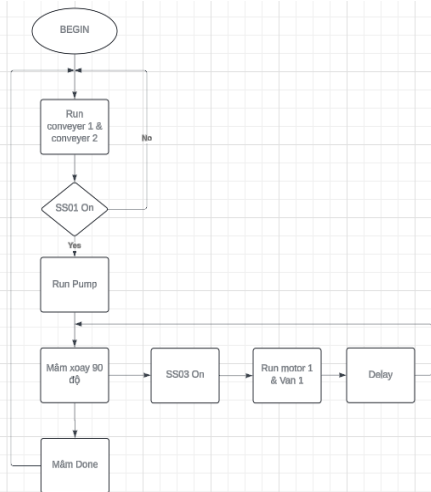 BEGIN
Run
conveyer 1 &
conveyer 2
No
SS01 On
Yes
Run Pump
Mâm xoay 90
độ
SS03 On
Run motor 1
& Van 1
Delay
Mâm Done